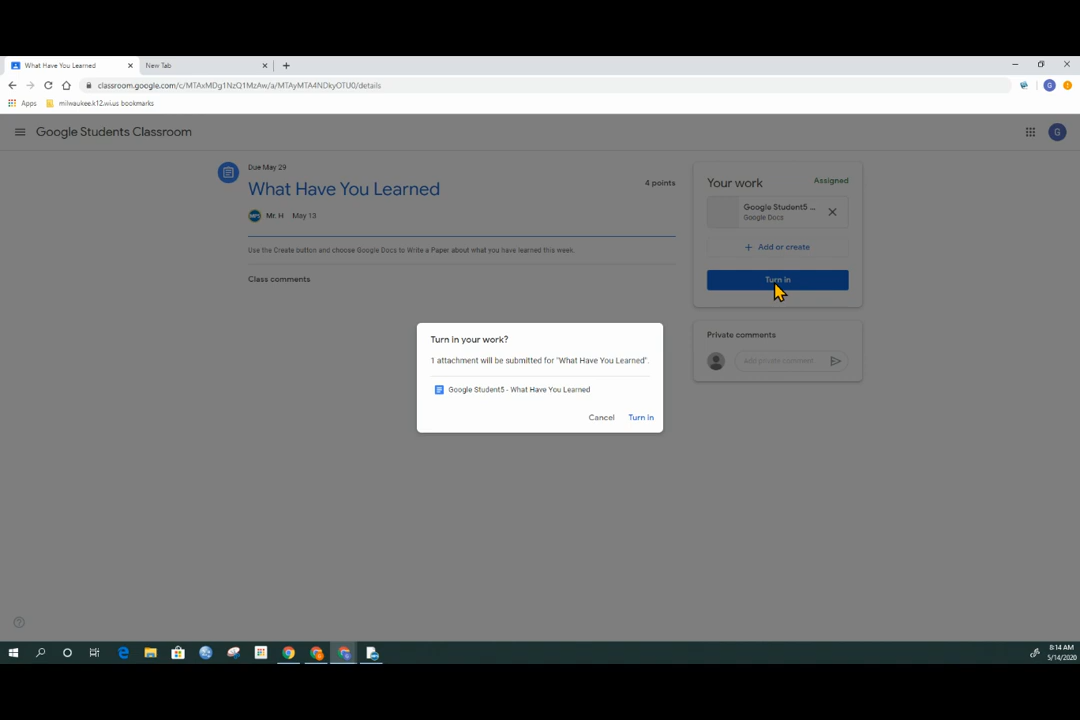 What Have You Learned
New Tab
classroom.google.com/c/MTAxMDg1NzQ1MzAw/a/MTAyMTA4NDkyOTU0/details
Apps
milwaukee.k12.wi.us bookmarks
G
Google Students Classroom
G
Due May 29
What Have You Learned
4 points
Mr. H May 13
Use the Create button and choose Google Docs to Write a Paper about what you have learned this week.
Class comments
Your work
Assigned
Google Student5 ...
Google Docs
+ Add or create
Turn in
Private comments
Add private comment...
Turn in your work?
1 attachment will be submitted for "What Have You Learned".
Google Student5 - What Have You Learned
Cancel
Turn in
8:14 AM
5/14/2020